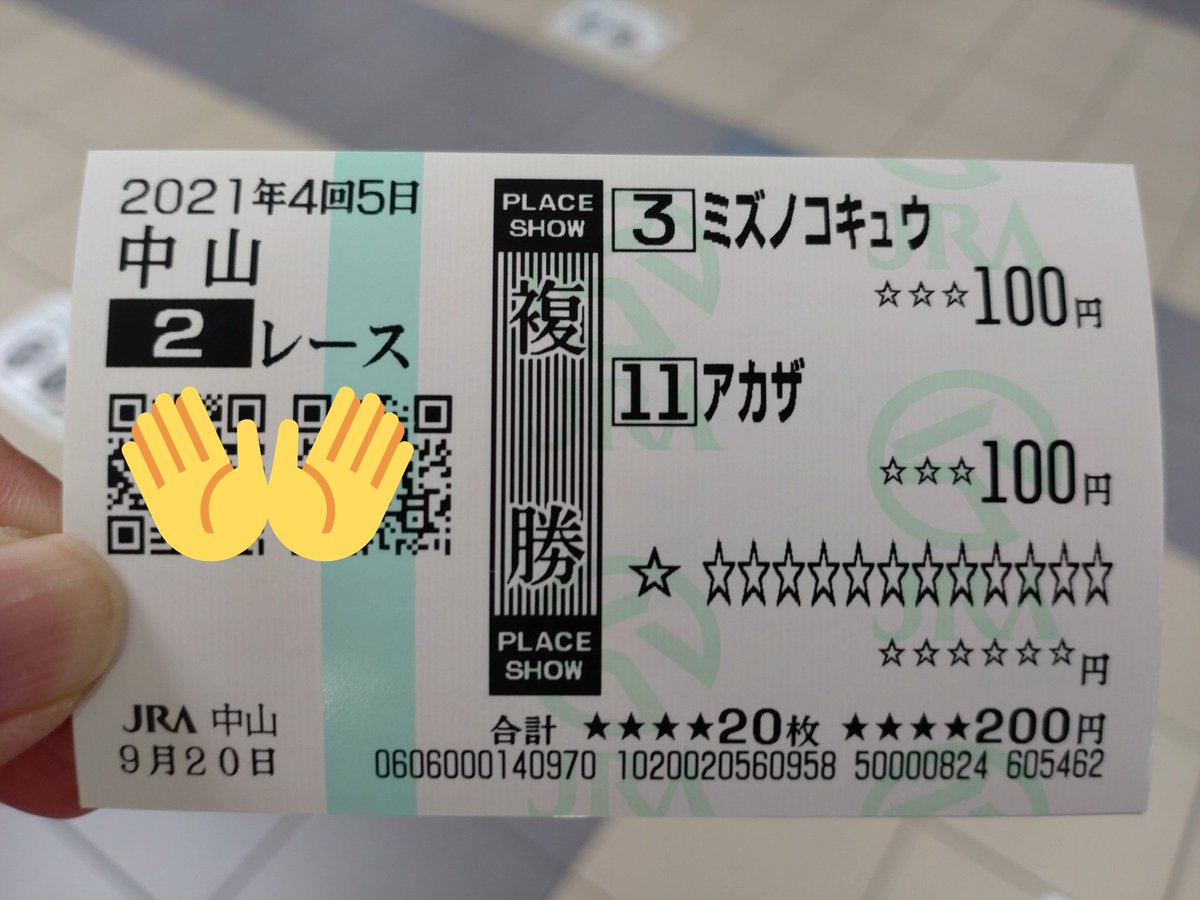 2021年4回5日
中山
2レース
JRA 中山
9月20日
PLACE
SHOW
複勝
PLACE
SHOW
3 ミズノコキュウ
☆☆☆100円
11 アカザ
☆☆☆100円
☆ ☆☆☆☆☆☆☆☆☆☆☆☆
☆☆☆☆☆☆円
合計 ★★★★20枚 ★★★★200円
0606000140970 1020020560958 50000824 605462
JRA
JRA
JRA